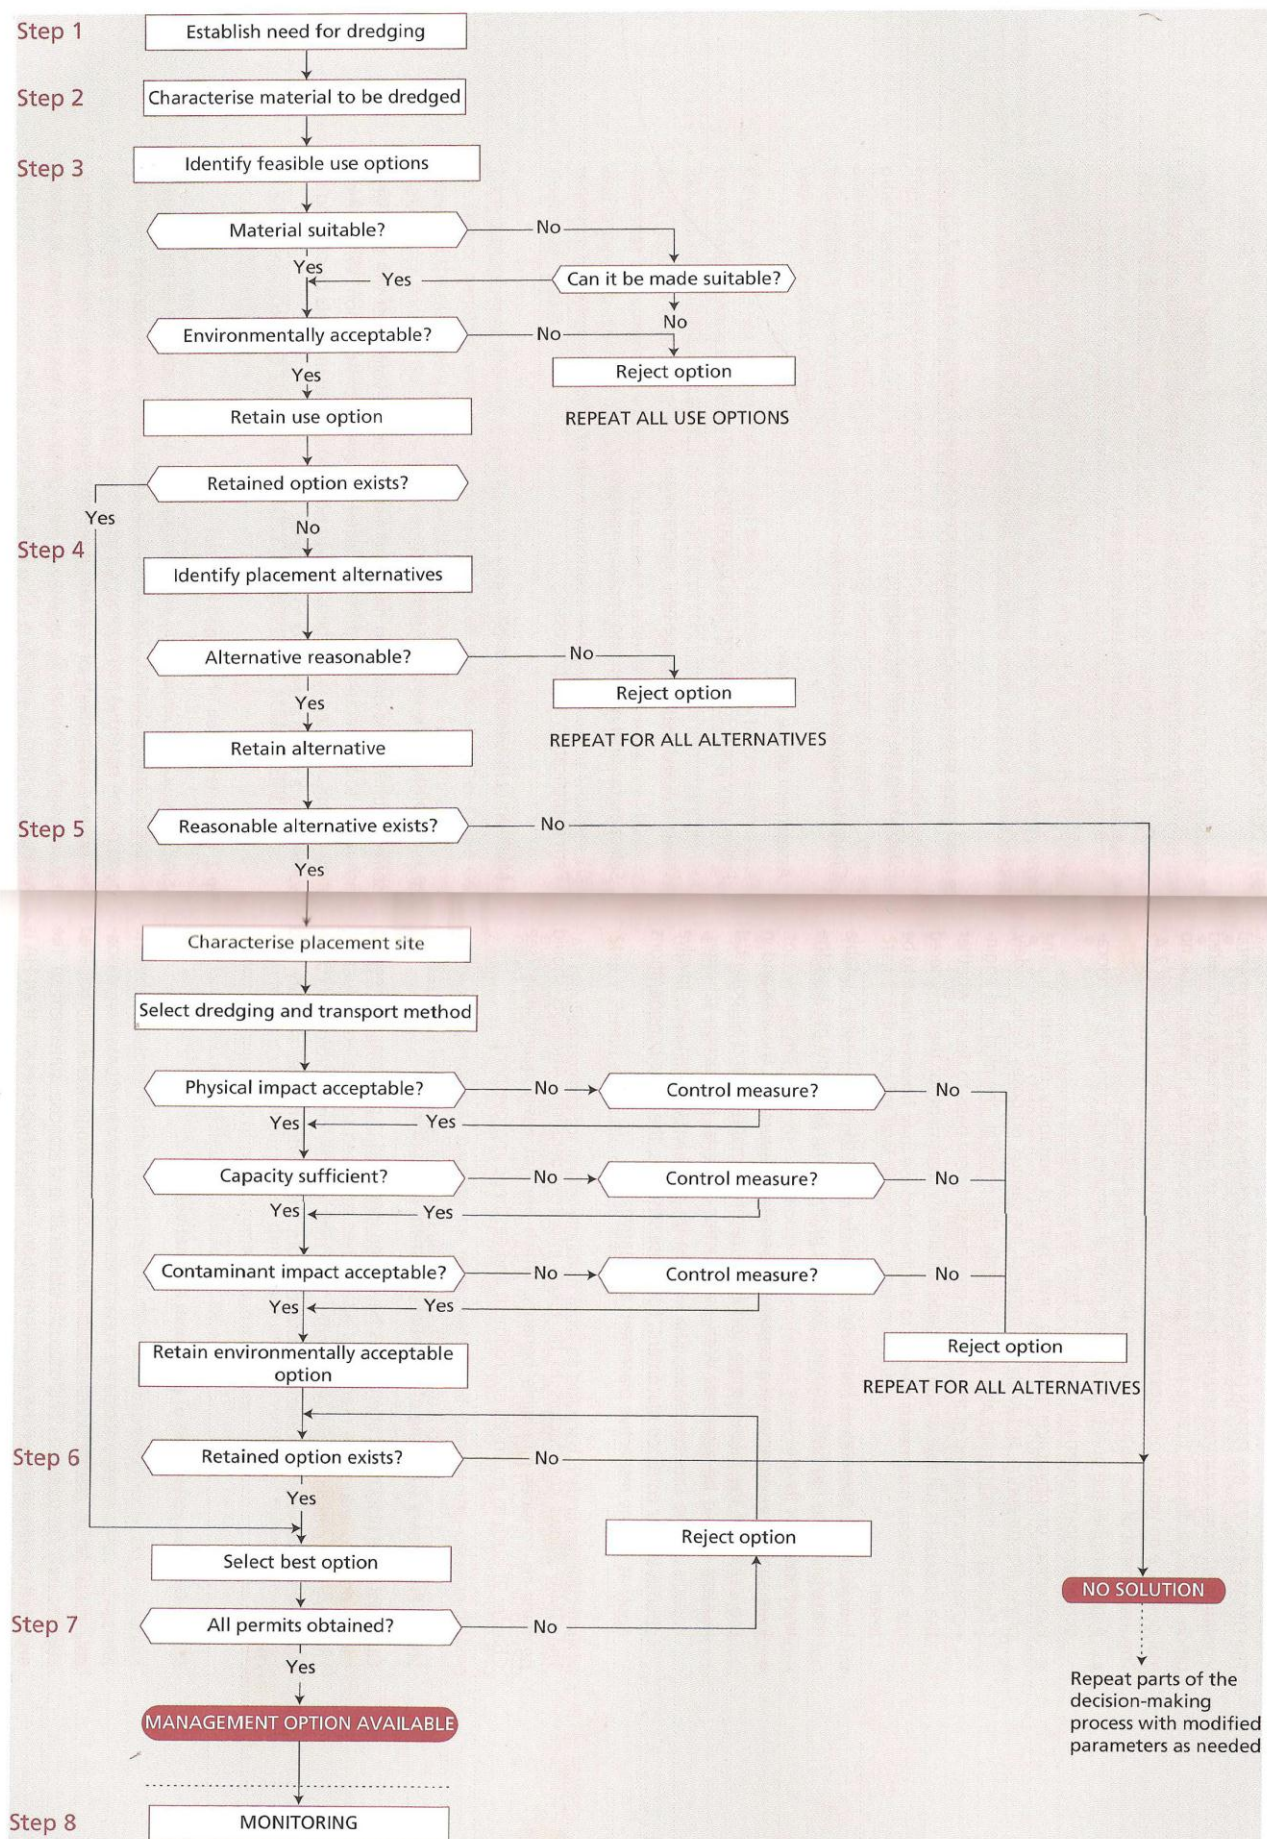 Step 1
Establish need for dredging
Step 2
Characterise material to be dredged
Step 3
Identify feasible use options
Material suitable?
No
Yes
Yes
Can it be made suitable?
No
Environmentally acceptable?
No
Yes
Reject option
Retain use option
REPEAT ALL USE OPTIONS
Retained option exists?
Yes
No
Step 4
Identify placement alternatives
Alternative reasonable?
No
Yes
Reject option
Retain alternative
REPEAT FOR ALL ALTERNATIVES
Step 5
Reasonable alternative exists?
No
Yes
Characterise placement site
Select dredging and transport method
Physical impact acceptable?
No
Control measure?
No
Yes
Yes
Capacity sufficient?
No
Control measure?
No
Yes
Yes
Contaminant impact acceptable?
No
Control measure?
No
Yes
Yes
Retain environmentally acceptable
option
Reject option
REPEAT FOR ALL ALTERNATIVES
Step 6
Retained option exists?
No
Yes
Reject option
Select best option
NO SOLUTION
Step 7
All permits obtained?
No
Yes
Repeat parts of the
decision-making
process with modified
parameters as needed
MANAGEMENT OPTION AVAILABLE
Step 8
MONITORING